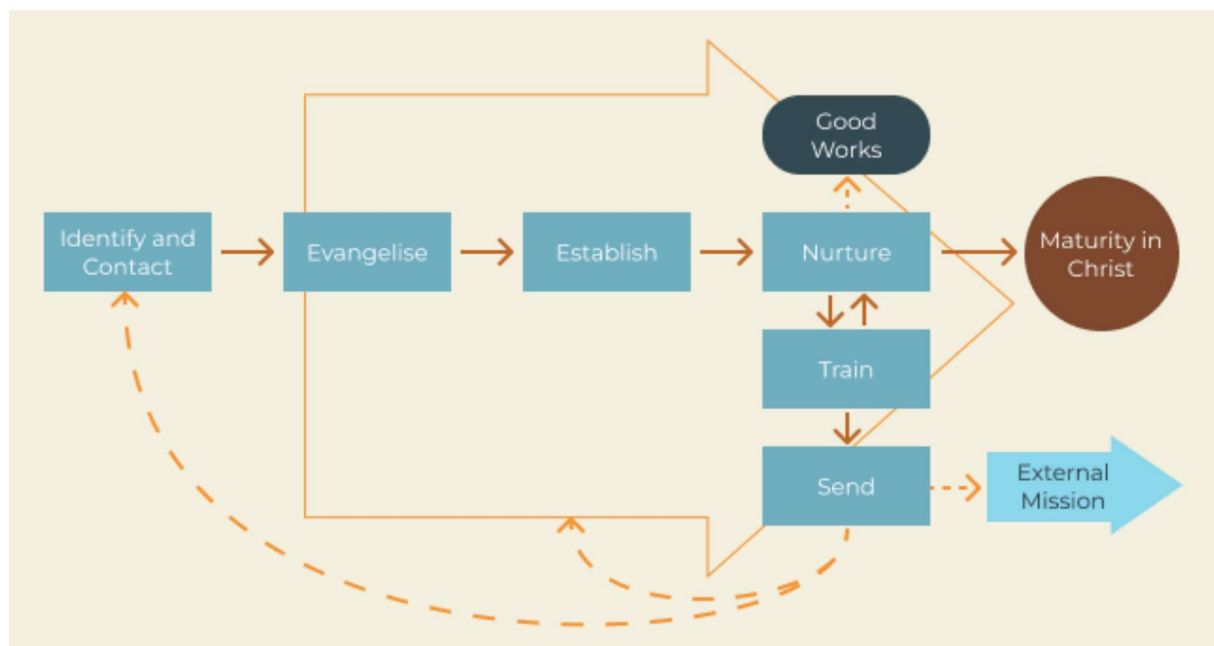 Good
Works
Identify and
Contact
Evangelise
Establish
Nurture
Maturity in
Christ
Train
Send
External
Mission